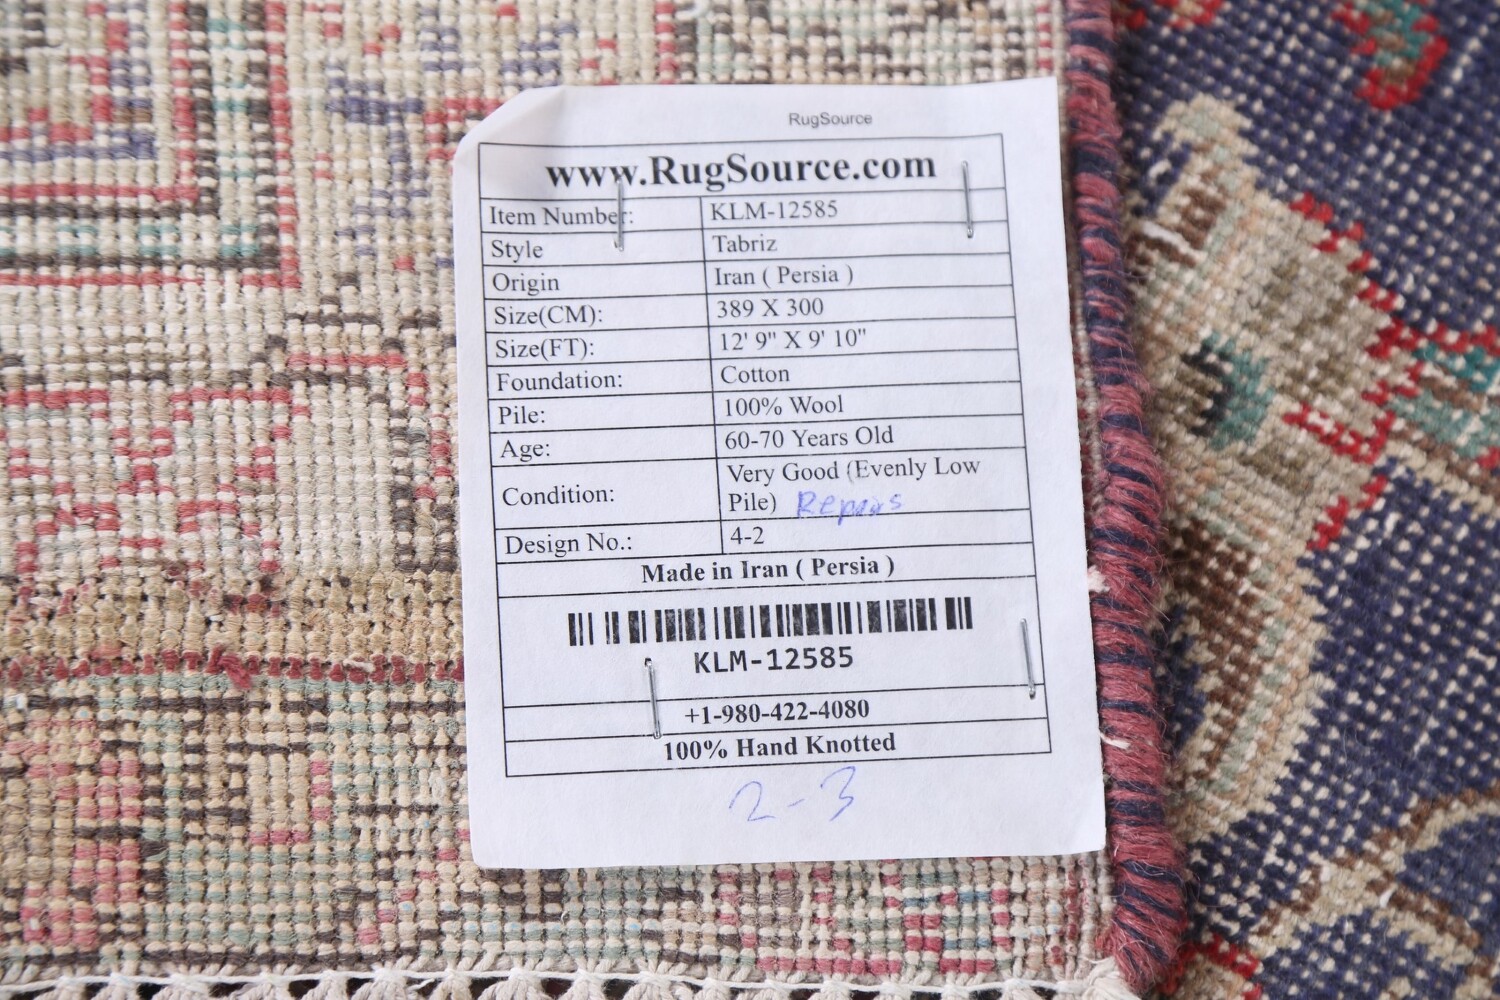 RugSource
www.RugSource.com
Item Number: KLM-12585
Style Tabriz
Origin Iran ( Persia )
Size(CM): 389 X 300
Size(FT): 12' 9" X 9' 10"
Foundation: Cotton
Pile: 100% Wool
Age: 60-70 Years Old
Condition: Very Good (Evenly Low
Pile) Repairs
Design No.: 4-2
Made in Iran ( Persia )
KLM-12585
+1-980-422-4080
100% Hand Knotted
2-3